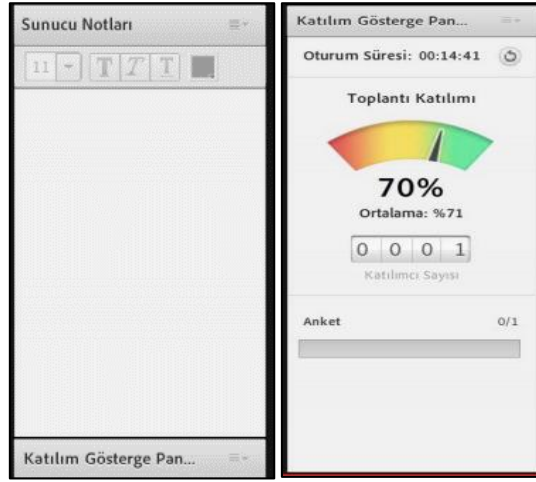 Sunucu Notları
11 T T T
Katılım Gösterge Pan...
Katılım Gösterge Pan...
Oturum Süresi: 00:14:41
Toplantı Katılımı
70%
Ortalama: %71
0 0 0 1
Katılımcı Sayısı
Anket 0/1